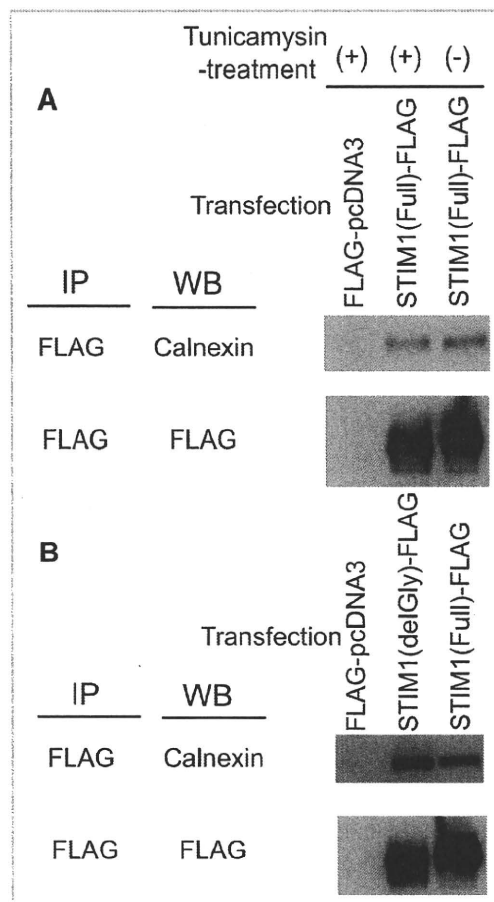 Tunicamysin
-treatment (+) (+) (-)
A
Transfection
FLAG-pcDNA3
STIM1(Full)-FLAG
STIM1(Full)-FLAG
IP WB
FLAG Calnexin
FLAG FLAG
B
Transfection
FLAG-pcDNA3
STIM1(delGly)-FLAG
STIM1(Full)-FLAG
IP WB
FLAG Calnexin
FLAG FLAG